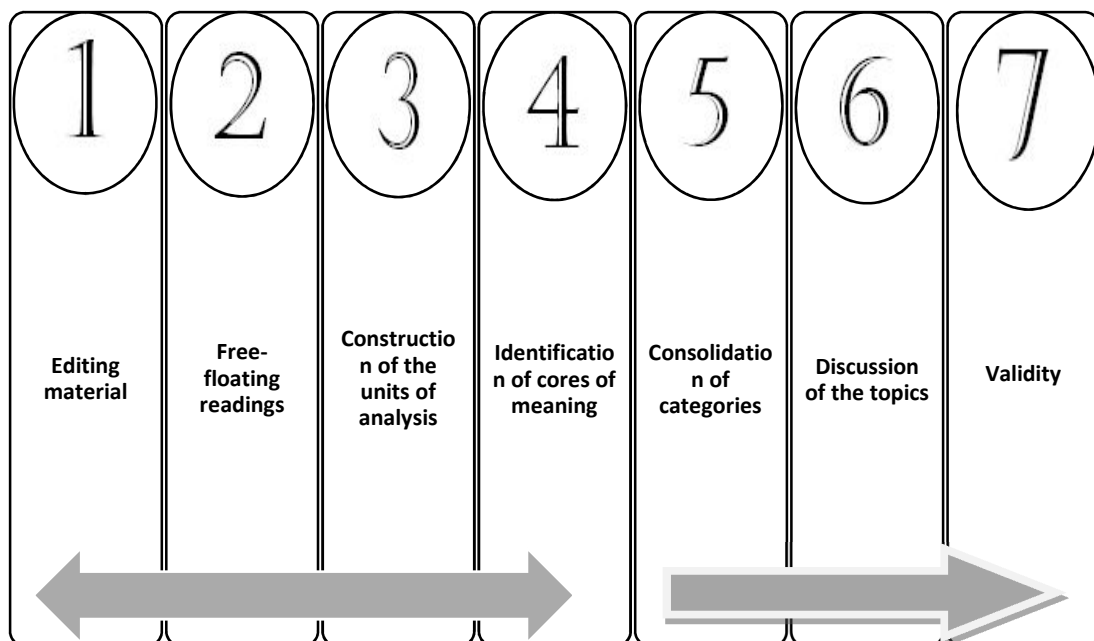 1
2
3
4
5
6
7
Editing
material
Free-
floating
readings
Constructio
n of the
units of
analysis
Identificatio
n of cores of
meaning
Consolidatio
n of
categories
Discussion
of the topics
Validity